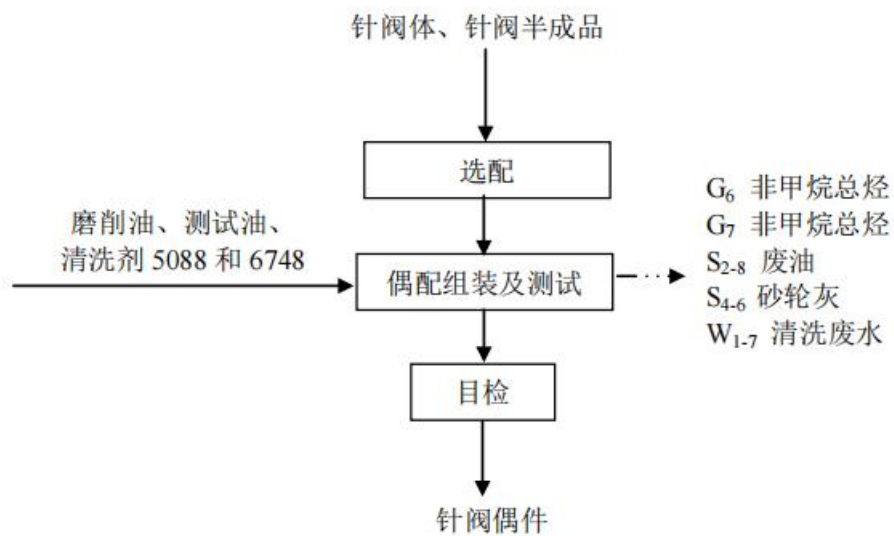 针阀体、针阀半成品
选配
磨削油、测试油、
清洗剂 5088 和 6748
偶配组装及测试
G6 非甲烷总烃
G7 非甲烷总烃
S2-8 废油
S4-6 砂轮灰
W1-7 清洗废水
目检
针阀偶件